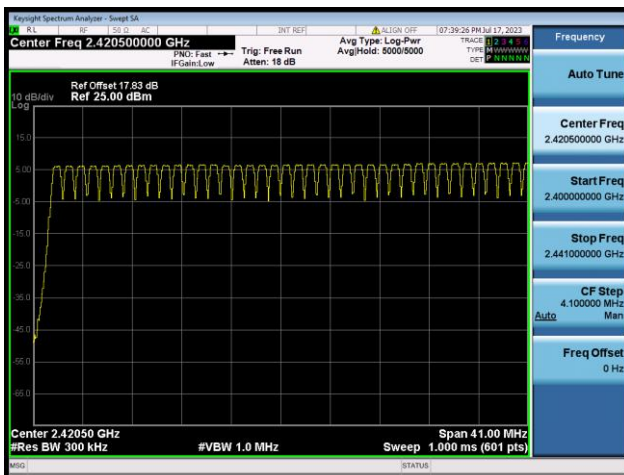 Keysight Spectrum Analyzer - Swept SA
RL RF 50 Ω AC INT REF ALIGN OFF 07:39:26 PM Jul 17, 2023
Center Freq 2.420500000 GHz
PNO: Fast
IFGain:Low
Trig: Free Run
Atten: 18 dB
Avg Type: Log-Pwr
Avg|Hold: 5000/5000
TRACE 1 2 3 4 5 6
TYPE M W W W W W
DET P N N N N N
Ref Offset 17.83 dB
10 dB/div Ref 25.00 dBm
Log
15.0
5.00
-5.00
-15.0
-25.0
-35.0
-45.0
-55.0
-65.0
Center 2.42050 GHz Span 41.00 MHz
#Res BW 300 kHz #VBW 1.0 MHz Sweep 1.000 ms (601 pts)
MSG STATUS
Frequency
Auto Tune
Center Freq
2.420500000 GHz
Start Freq
2.400000000 GHz
Stop Freq
2.441000000 GHz
CF Step
4.100000 MHz
Auto Man
Freq Offset
0 Hz